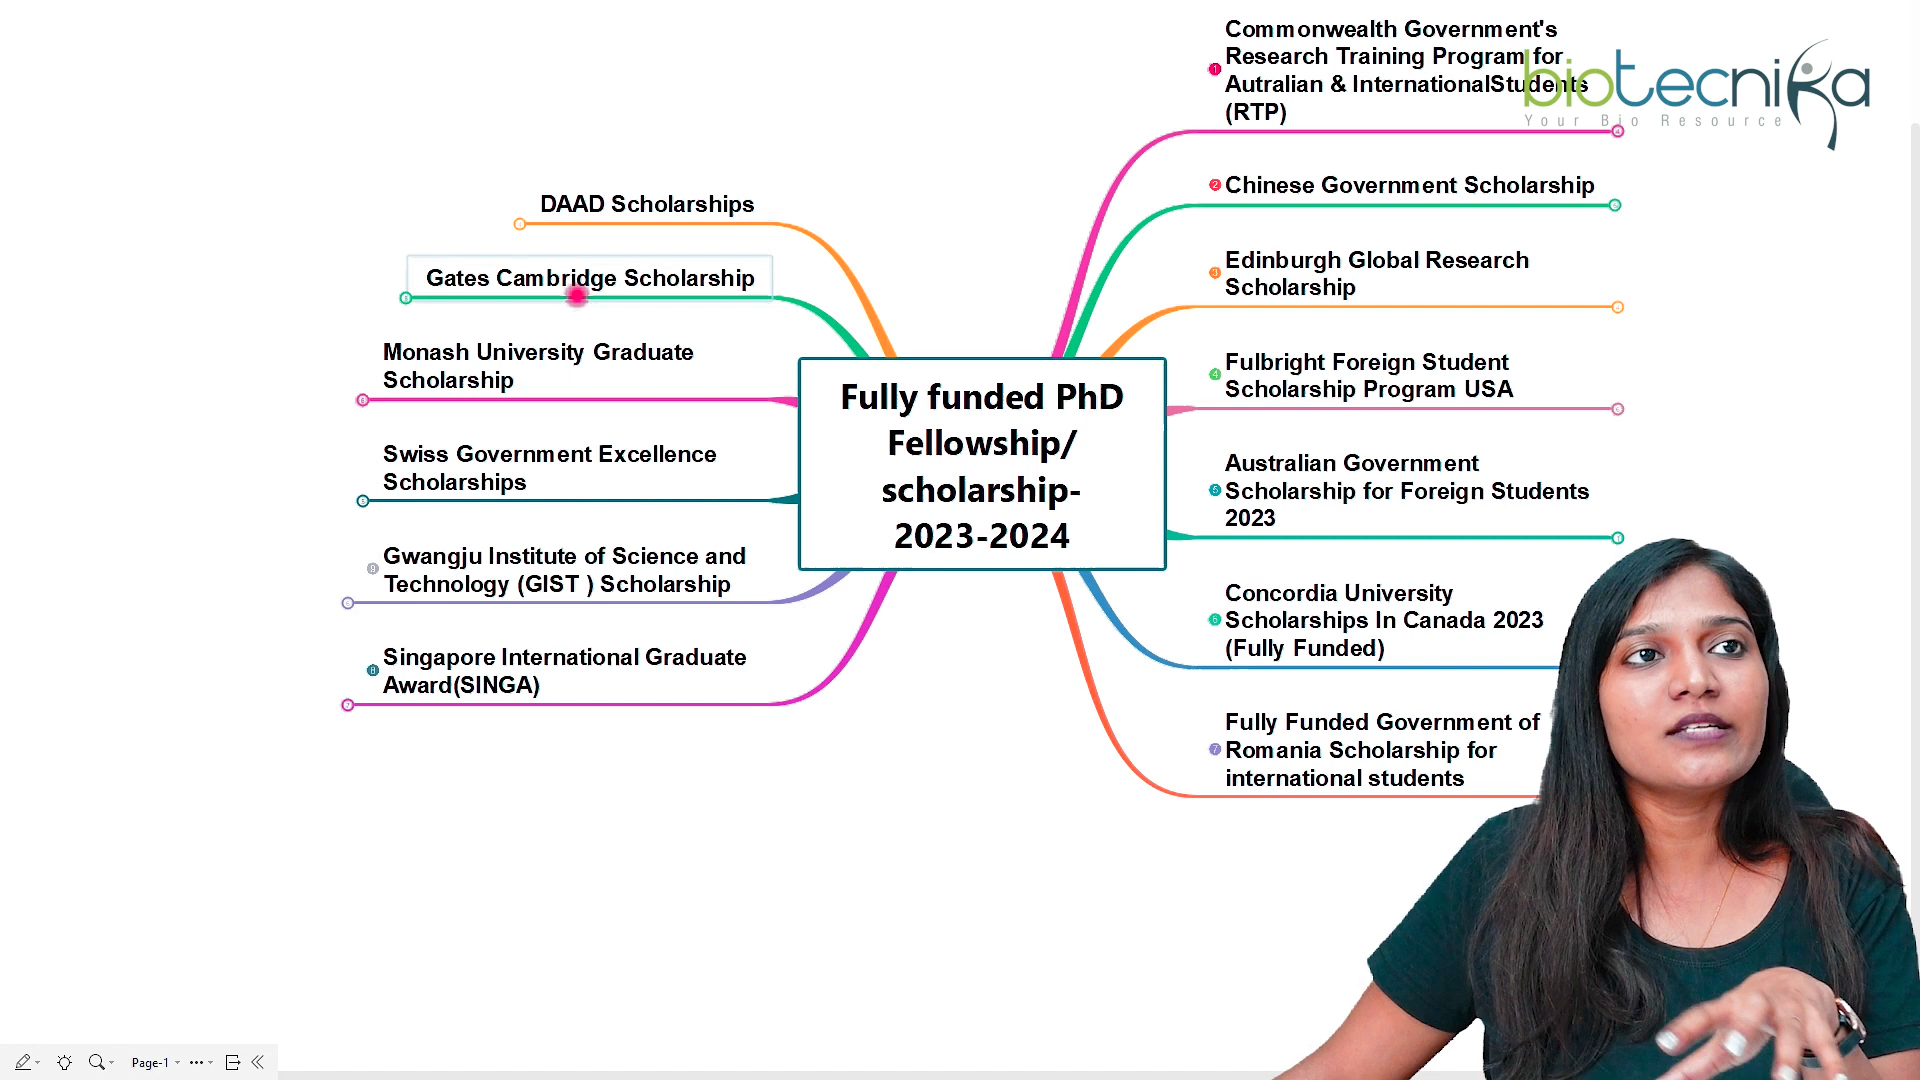 Commonwealth Government's
Research Training Program for
Autralian & InternationalStudents
(RTP)
biotecnika
Your Bio Resource
Chinese Government Scholarship
Edinburgh Global Research
Scholarship
Fulbright Foreign Student
Scholarship Program USA
Australian Government
Scholarship for Foreign Students
2023
Concordia University
Scholarships In Canada 2023
(Fully Funded)
Fully Funded Government of
Romania Scholarship for
international students
Fully funded PhD
Fellowship/
scholarship-
2023-2024
DAAD Scholarships
Gates Cambridge Scholarship
Monash University Graduate
Scholarship
Swiss Government Excellence
Scholarships
Gwangju Institute of Science and
Technology (GIST ) Scholarship
Singapore International Graduate
Award(SINGA)
Page-1